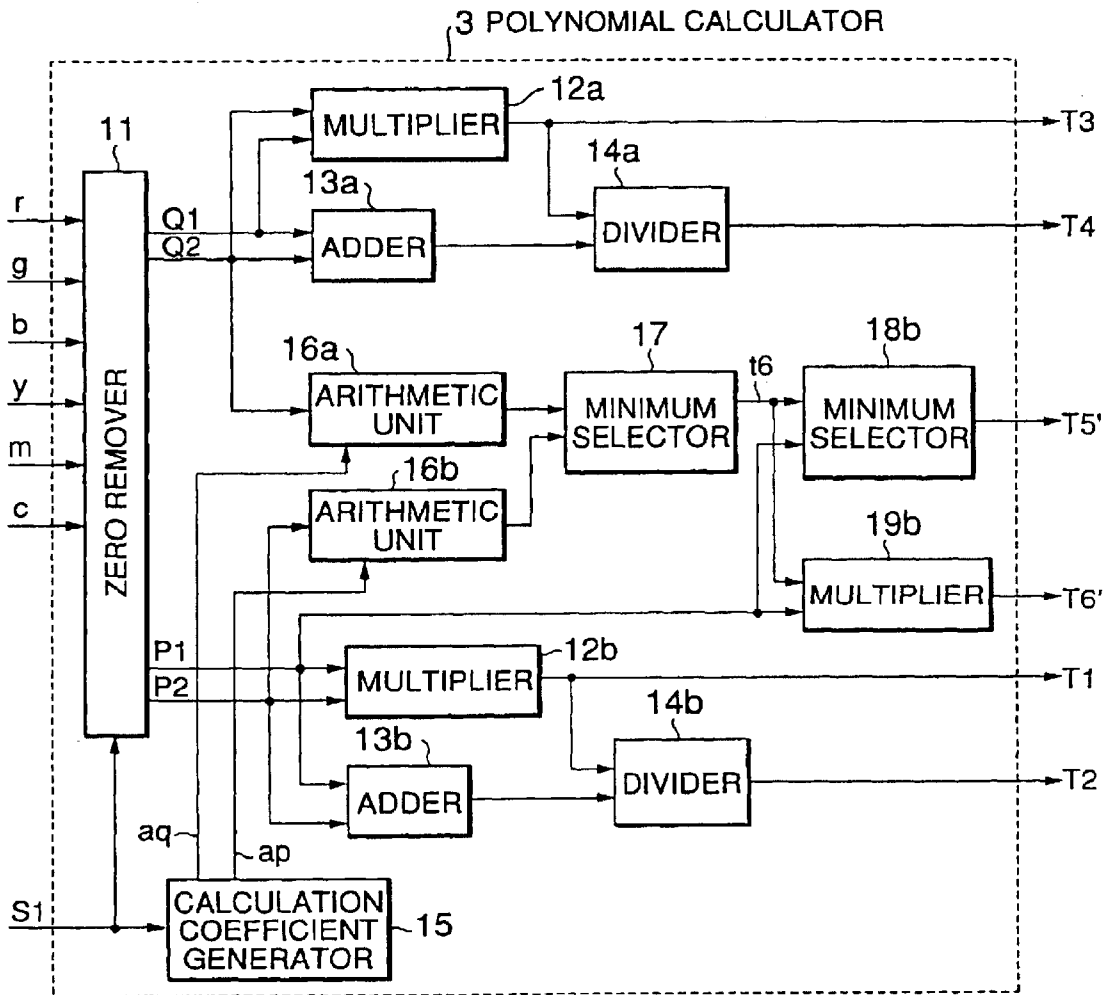 3 POLYNOMIAL CALCULATOR
12a
MULTIPLIER
T3
11
14a
13a
r
Q1
DIVIDER
T4
Q2
ADDER
g
b
17
18b
16a
t6
y
ARITHMETIC
UNIT
MINIMUM
SELECTOR
MINIMUM
SELECTOR
T5'
m
16b
c
ARITHMETIC
UNIT
19b
ZERO REMOVER
MULTIPLIER
T6'
P1
12b
P2
MULTIPLIER
T1
14b
13b
DIVIDER
T2
ADDER
aq
ap
S1
CALCULATION
COEFFICIENT
GENERATOR
15